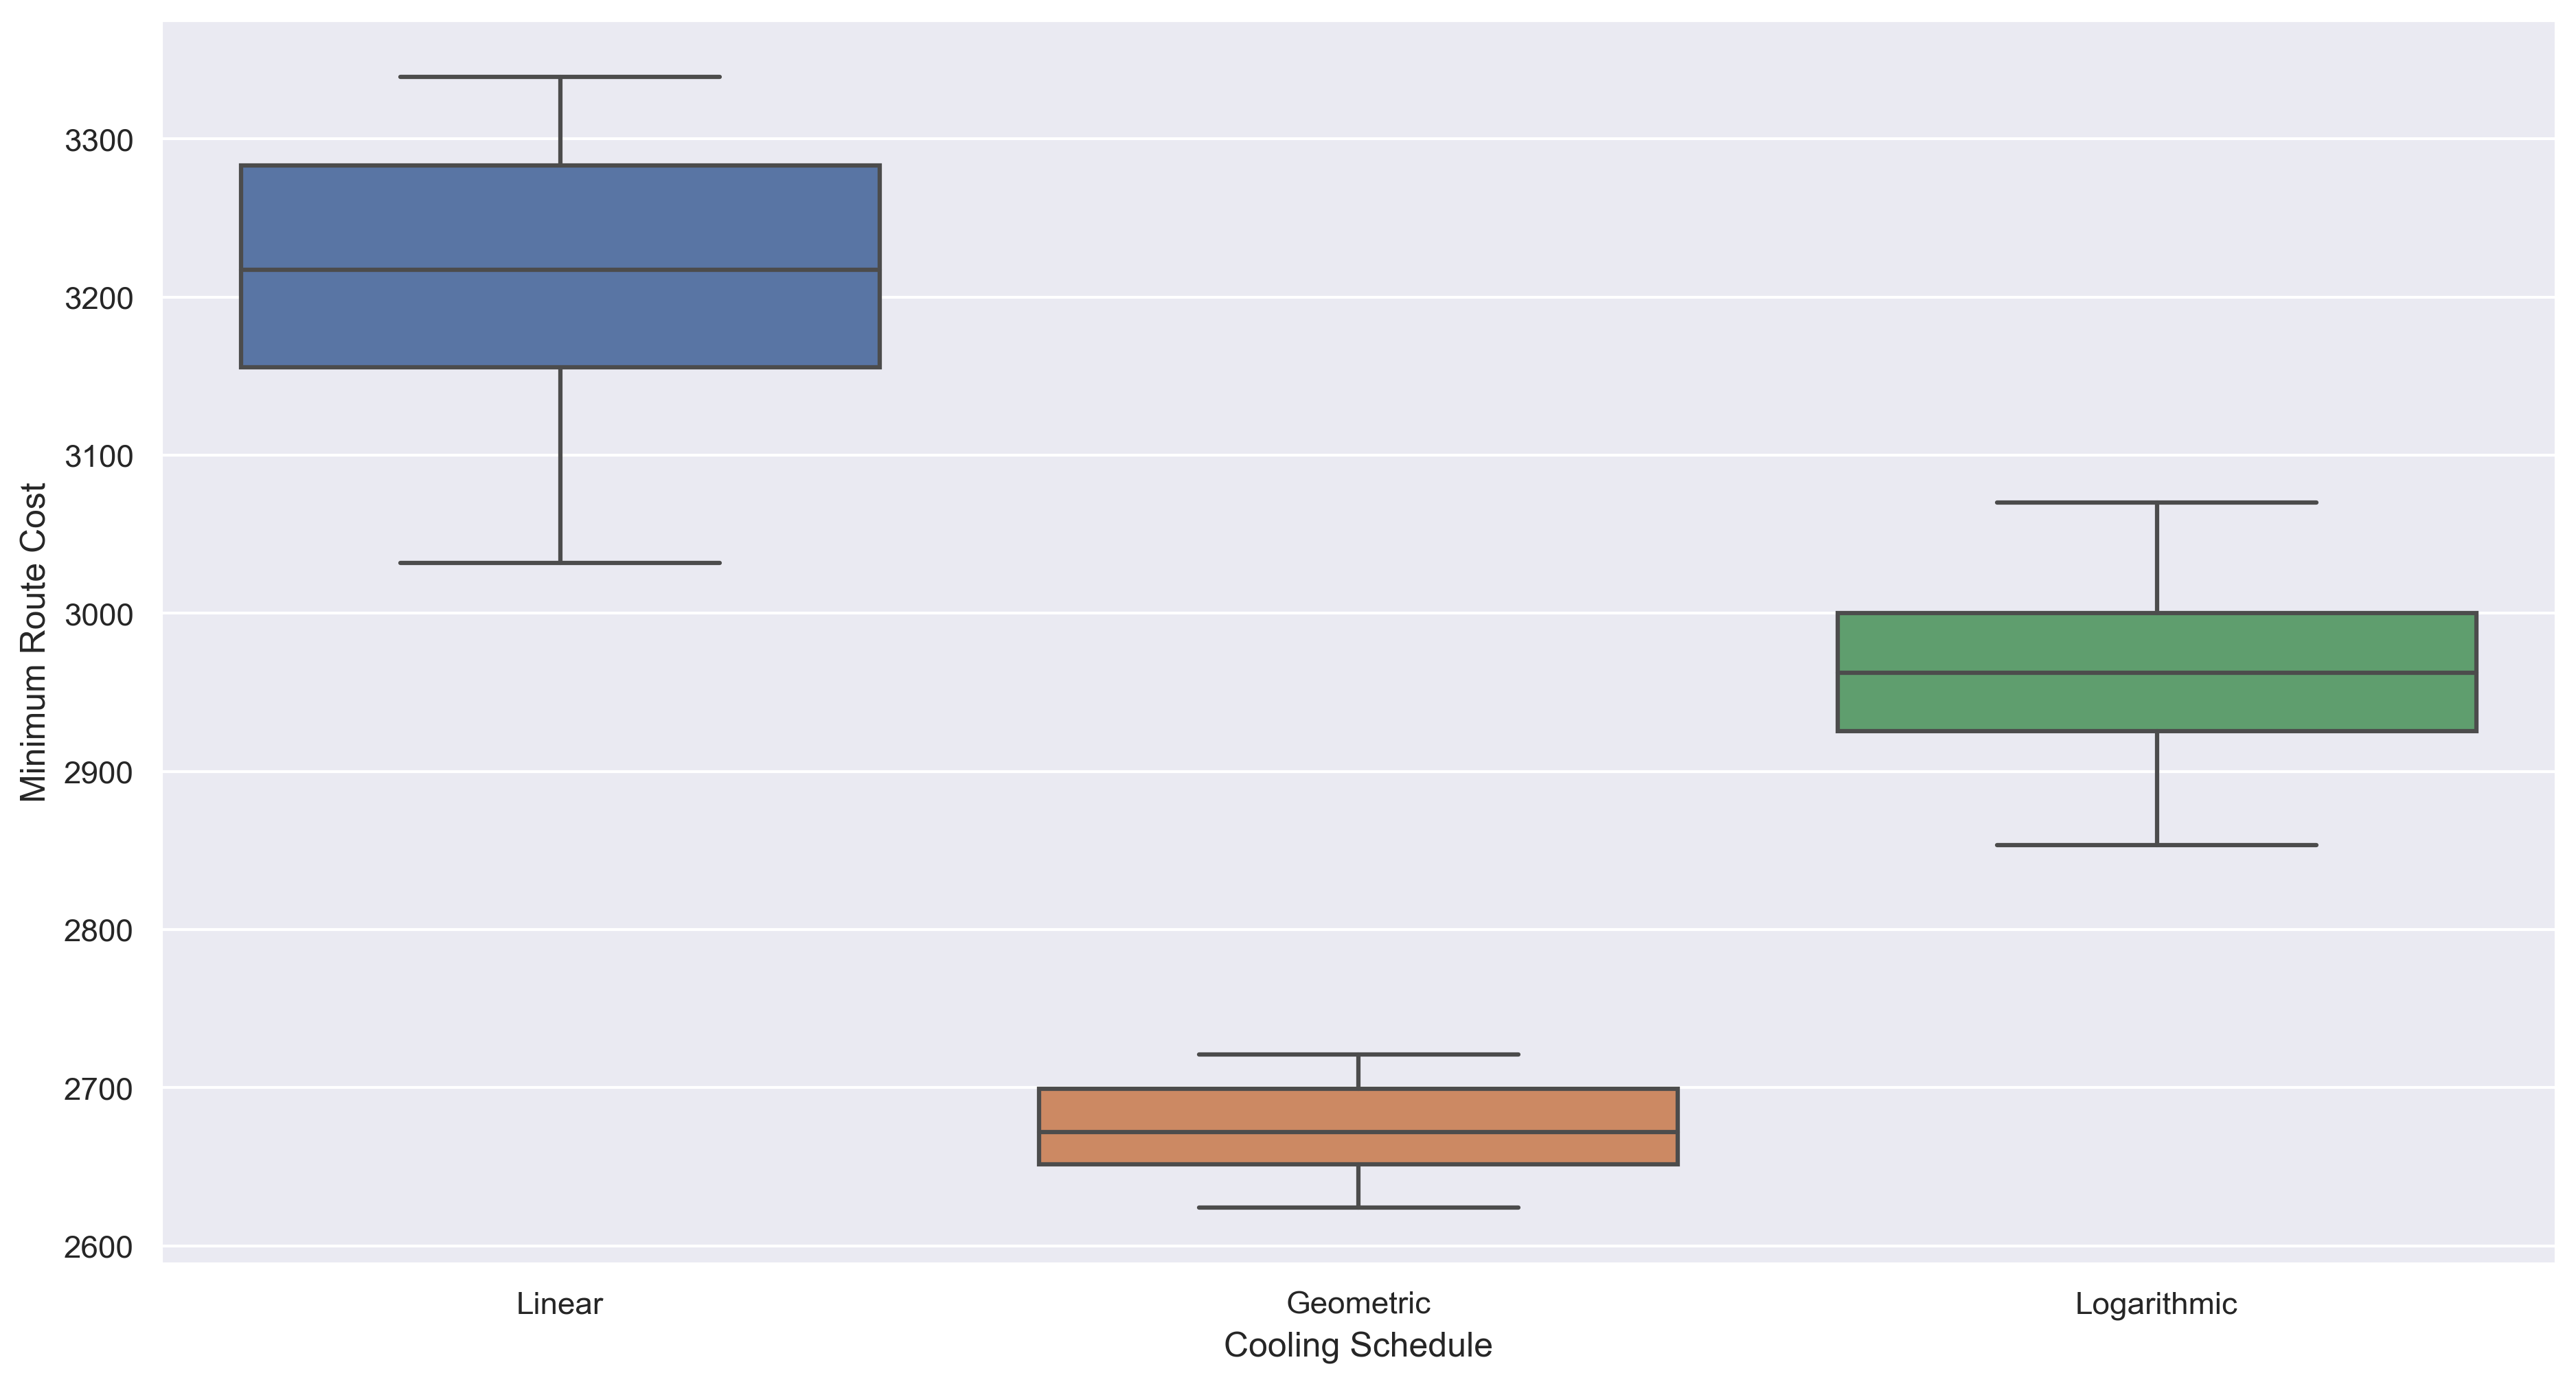 Minimum Route Cost
3300
3200
3100
3000
2900
2800
2700
2600
Linear
Geometric
Logarithmic
Cooling Schedule